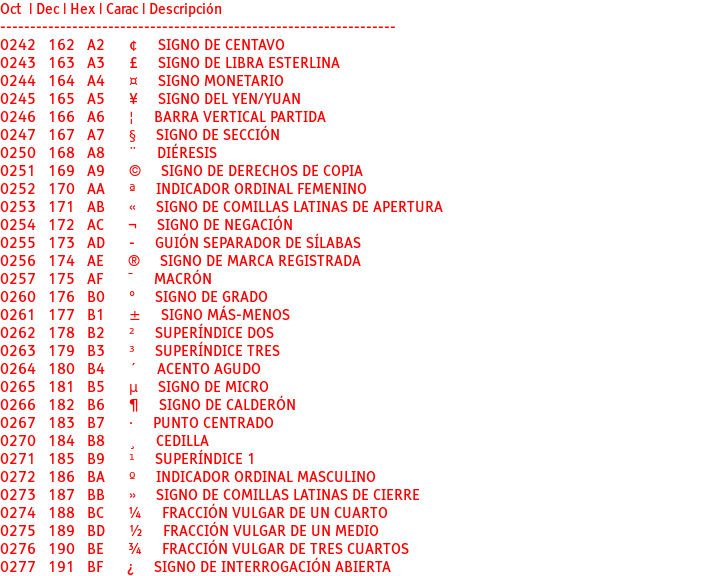 Oct | Dec | Hex | Carac | Descripción
------------------------------------------------------------------
0242 162 A2 ¢ SIGNO DE CENTAVO
0243 163 A3 £ SIGNO DE LIBRA ESTERLINA
0244 164 A4 ¤ SIGNO MONETARIO
0245 165 A5 ¥ SIGNO DEL YEN/YUAN
0246 166 A6 ¦ BARRA VERTICAL PARTIDA
0247 167 A7 § SIGNO DE SECCIÓN
0250 168 A8 ¨ DIÉRESIS
0251 169 A9 © SIGNO DE DERECHOS DE COPIA
0252 170 AA ª INDICADOR ORDINAL FEMENINO
0253 171 AB « SIGNO DE COMILLAS LATINAS DE APERTURA
0254 172 AC ¬ SIGNO DE NEGACIÓN
0255 173 AD - GUIÓN SEPARADOR DE SÍLABAS
0256 174 AE ® SIGNO DE MARCA REGISTRADA
0257 175 AF ¯ MACRÓN
0260 176 B0 ° SIGNO DE GRADO
0261 177 B1 ± SIGNO MÁS-MENOS
0262 178 B2 ² SUPERÍNDICE DOS
0263 179 B3 ³ SUPERÍNDICE TRES
0264 180 B4 ´ ACENTO AGUDO
0265 181 B5 µ SIGNO DE MICRO
0266 182 B6 ¶ SIGNO DE CALDERÓN
0267 183 B7 · PUNTO CENTRADO
0270 184 B8 ¸ CEDILLA
0271 185 B9 ¹ SUPERÍNDICE 1
0272 186 BA º INDICADOR ORDINAL MASCULINO
0273 187 BB » SIGNO DE COMILLAS LATINAS DE CIERRE
0274 188 BC ¼ FRACCIÓN VULGAR DE UN CUARTO
0275 189 BD ½ FRACCIÓN VULGAR DE UN MEDIO
0276 190 BE ¾ FRACCIÓN VULGAR DE TRES CUARTOS
0277 191 BF ¿ SIGNO DE INTERROGACIÓN ABIERTA